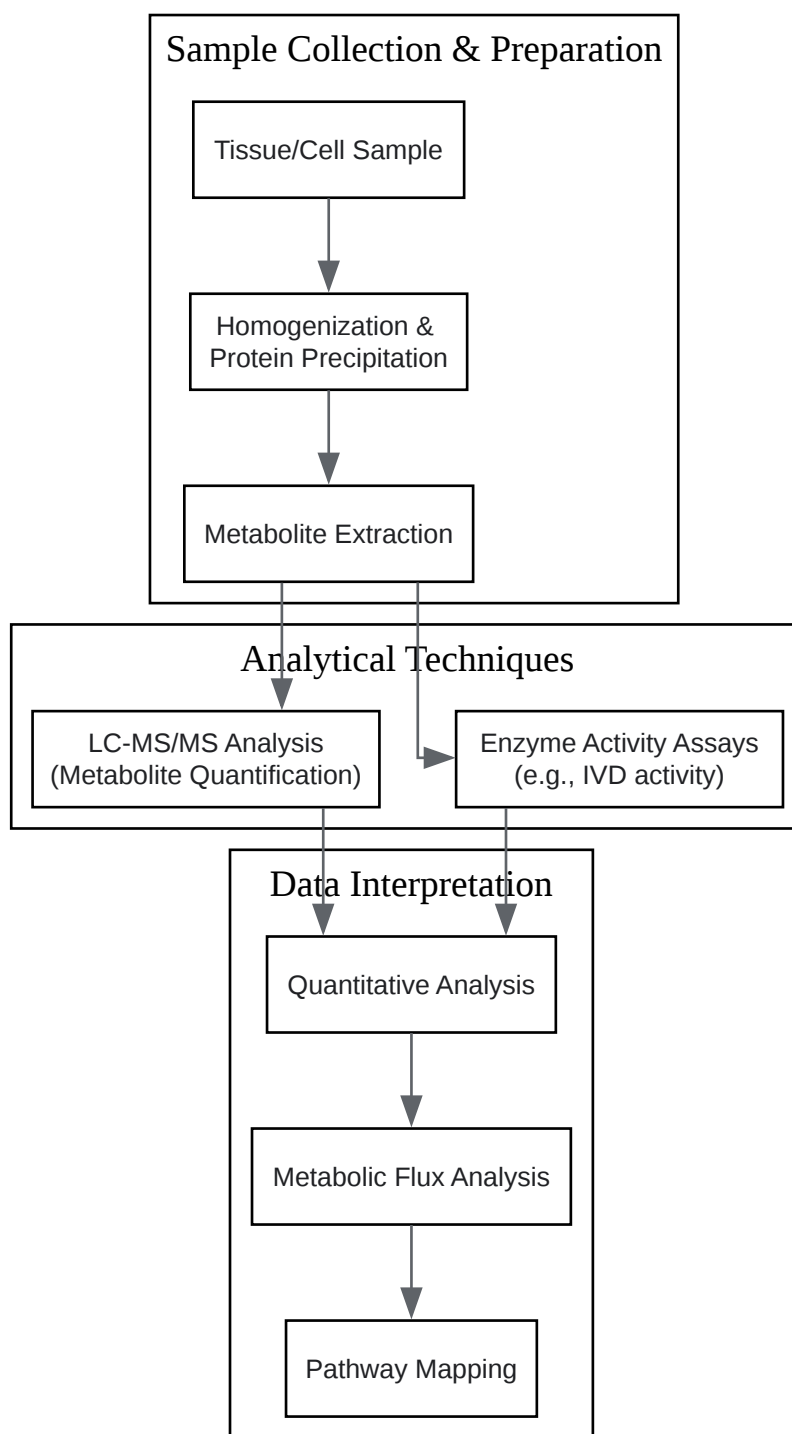 Sample Collection & Preparation
Tissue/Cell Sample
Homogenization &
Protein Precipitation
Metabolite Extraction
Analytical Techniques
LC-MS/MS Analysis
(Metabolite Quantification)
Enzyme Activity Assays
(e.g., IVD activity)
Data Interpretation
Quantitative Analysis
Metabolic Flux Analysis
Pathway Mapping